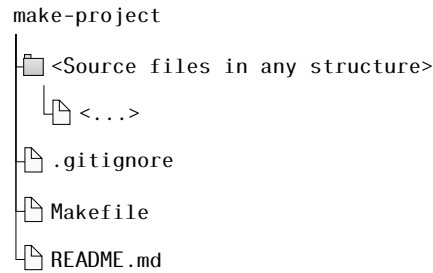 make-project
<Source files in any structure>
<...>
.gitignore
Makefile
README.md